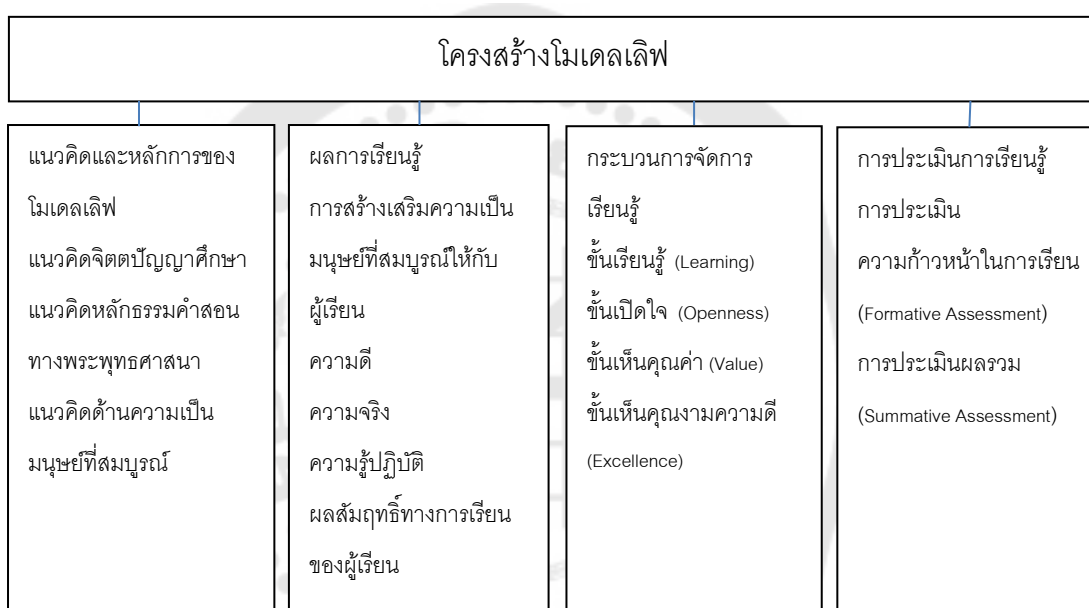 โครงสร้างโมเดลเลิฟ
แนวคิดและหลักการของ
โมเดลเลิฟ
แนวคิดจิตตปัญญาศึกษา
แนวคิดหลักธรรมคำสอน
ทางพระพุทธศาสนา
แนวคิดด้านความเป็น
มนุษย์ที่สมบูรณ์
ผลการเรียนรู้
การสร้างเสริมความเป็น
มนุษย์ที่สมบูรณ์ให้กับ
ผู้เรียน
ความดี
ความจริง
ความรู้ปฏิบัติ
ผลสัมฤทธิ์ทางการเรียน
ของผู้เรียน
กระบวนการจัดการ
เรียนรู้
ขั้นเรียนรู้ (Learning)
ขั้นเปิดใจ (Openness)
ขั้นเห็นคุณค่า (Value)
ขั้นเห็นคุณงามความดี
(Excellence)
การประเมินการเรียนรู้
การประเมิน
ความก้าวหน้าในการเรียน
(Formative Assessment)
การประเมินผลรวม
(Summative Assessment)